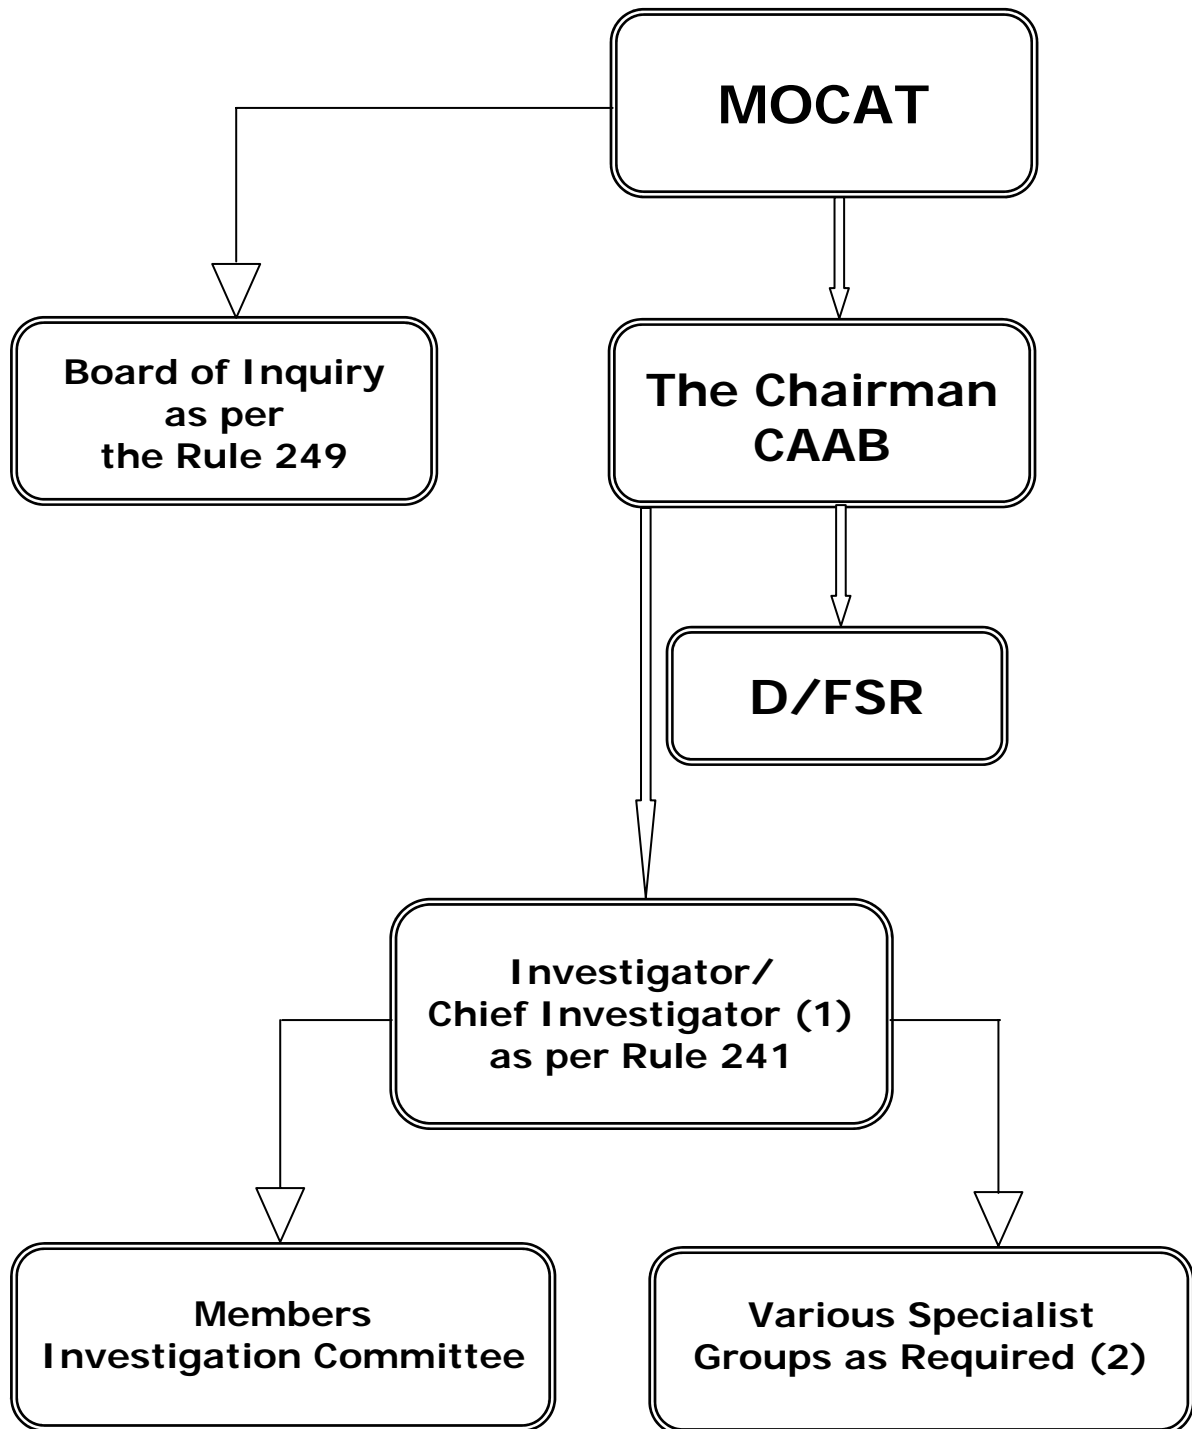 MOCAT
Board of Inquiry
as per
the Rule 249
The Chairman
CAAB
D/FSR
Investigator/
Chief Investigator (1)
as per Rule 241
Members
Investigation Committee
Various Specialist
Groups as Required (2)